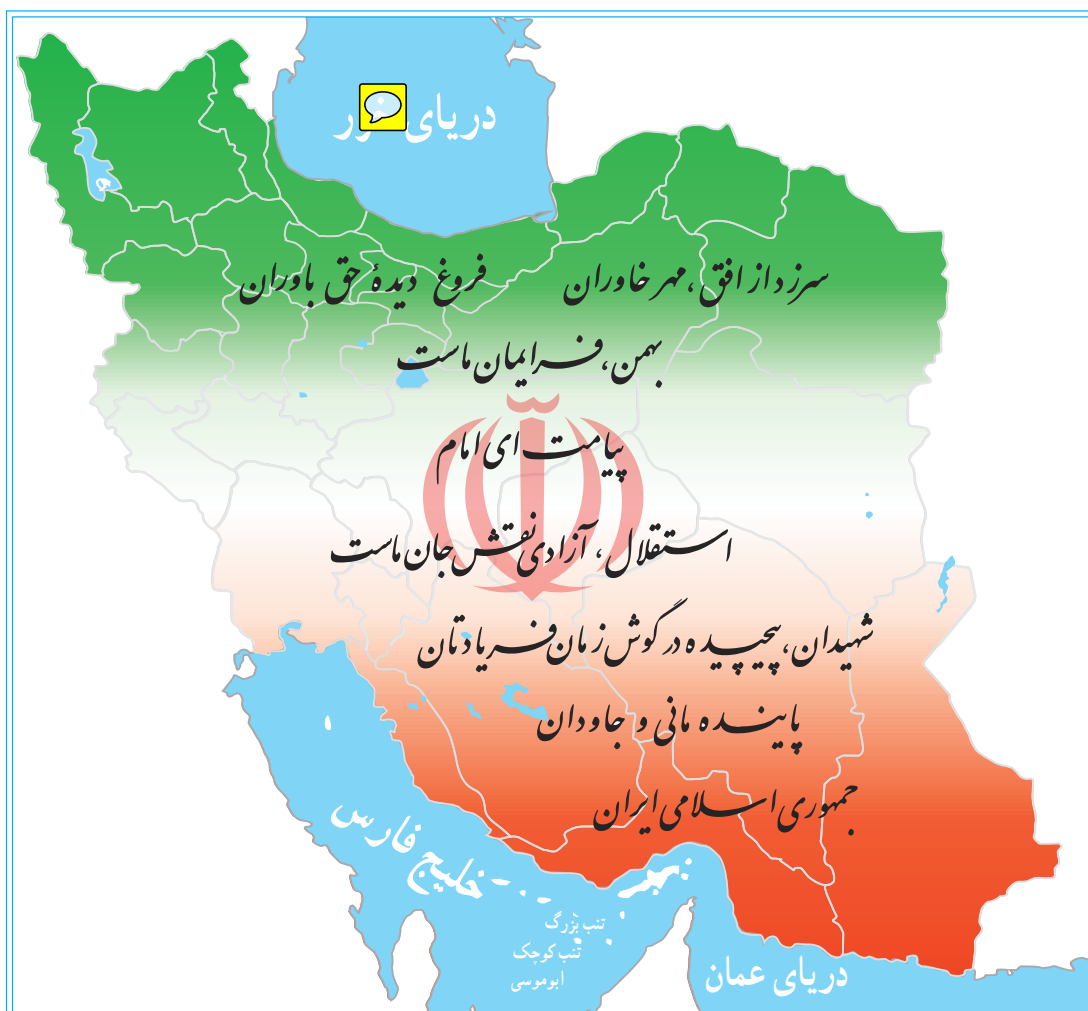 دریای
سر زد از افق، مهر خاوران فروغ دیدهٔ حق باوران
بهمن، فر ایمان ماست
پیامت ای امام
استقلال، آزادی نقش جان ماست
شهیدان، پیچیده در گوش زمان فریادتان
پاینده مانی و جاودان
جمهوری اسلامی ایران
خلیج فارس
تنب بزرگ
تنب کوچک
ابوموسی
دریای عمان